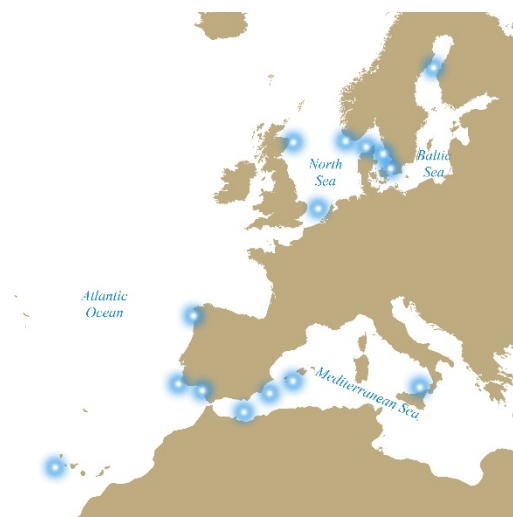 North
Sea
Baltic
Sea
Atlantic
Ocean
Mediterranean Sea